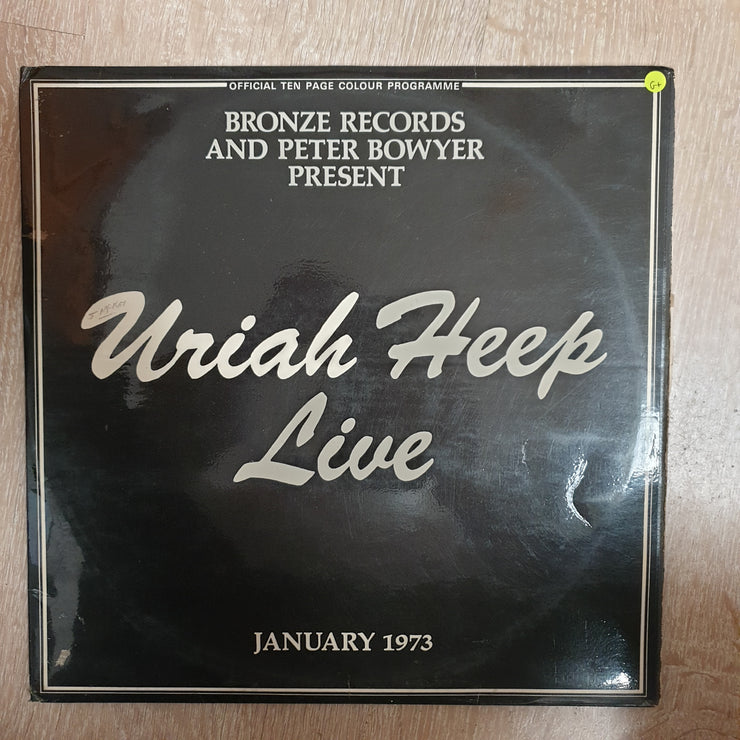 OFFICIAL TEN PAGE COLOUR PROGRAMME
G+
BRONZE RECORDS
AND PETER BOWYER
PRESENT
Uriah Heep
Live
JANUARY 1973